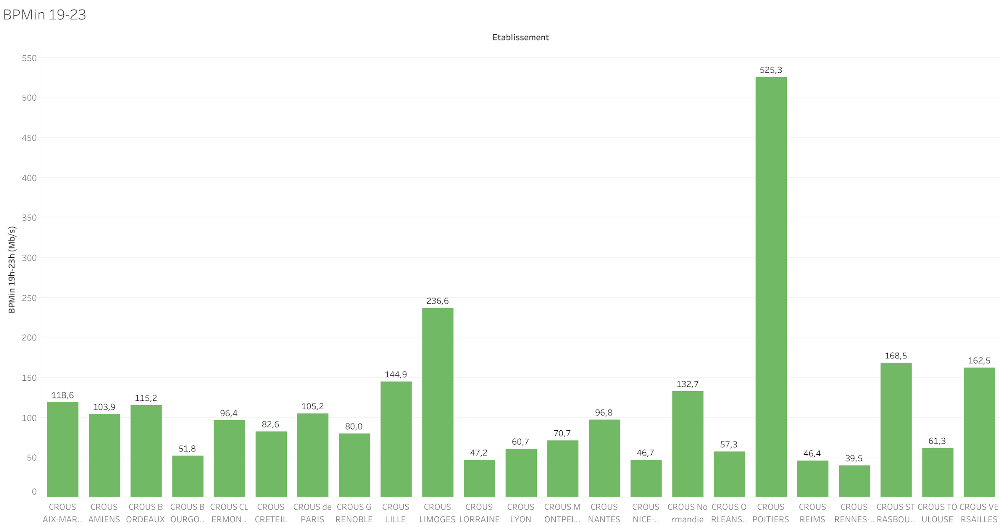 BPMin 19-23
Etablissement
BPMin 19h-23h (Mb/s)
550
500
450
400
350
300
250
200
150
100
50
0
118,6
103,9
115,2
51,8
96,4
82,6
105,2
80,0
144,9
236,6
47,2
60,7
70,7
96,8
46,7
132,7
57,3
525,3
46,4
39,5
168,5
61,3
162,5
CROUS
AIX-MAR..
CROUS
AMIENS
CROUS B
ORDEAUX
CROUS B
OURGO..
CROUS CL
ERMON..
CROUS
CRETEIL
CROUS de
PARIS
CROUS G
RENOBLE
CROUS
LILLE
CROUS
LIMOGES
CROUS
LORRAINE
CROUS
LYON
CROUS M
ONTPEL..
CROUS
NANTES
CROUS
NICE-..
CROUS No
rmandie
CROUS O
RLEANS..
CROUS
POITIERS
CROUS
REIMS
CROUS
RENNES-..
CROUS ST
RASBOU..
CROUS TO
ULOUSE
CROUS VE
RSAILLES